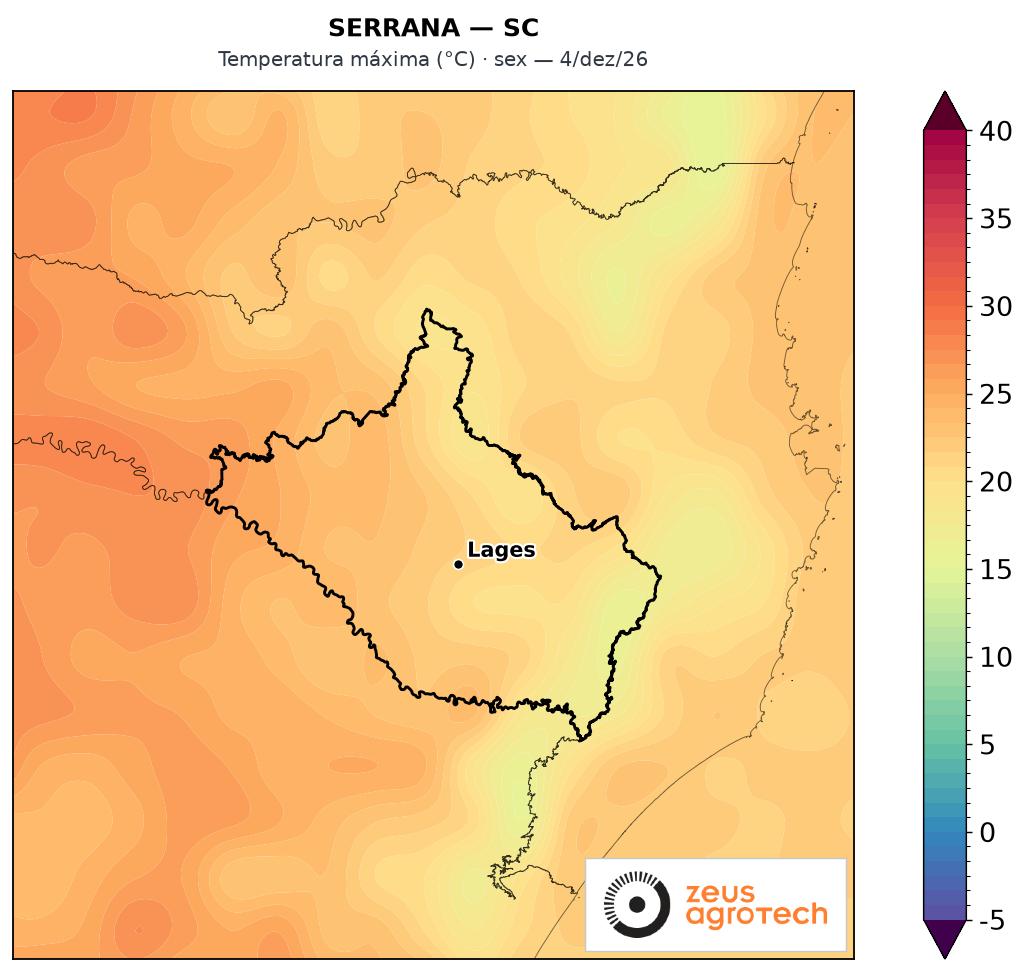 SERRANA — SC
Temperatura máxima (°C) · sex — 4/dez/26
40
35
30
25
20
15
10
5
0
-5
Lages
zeus
agrotech